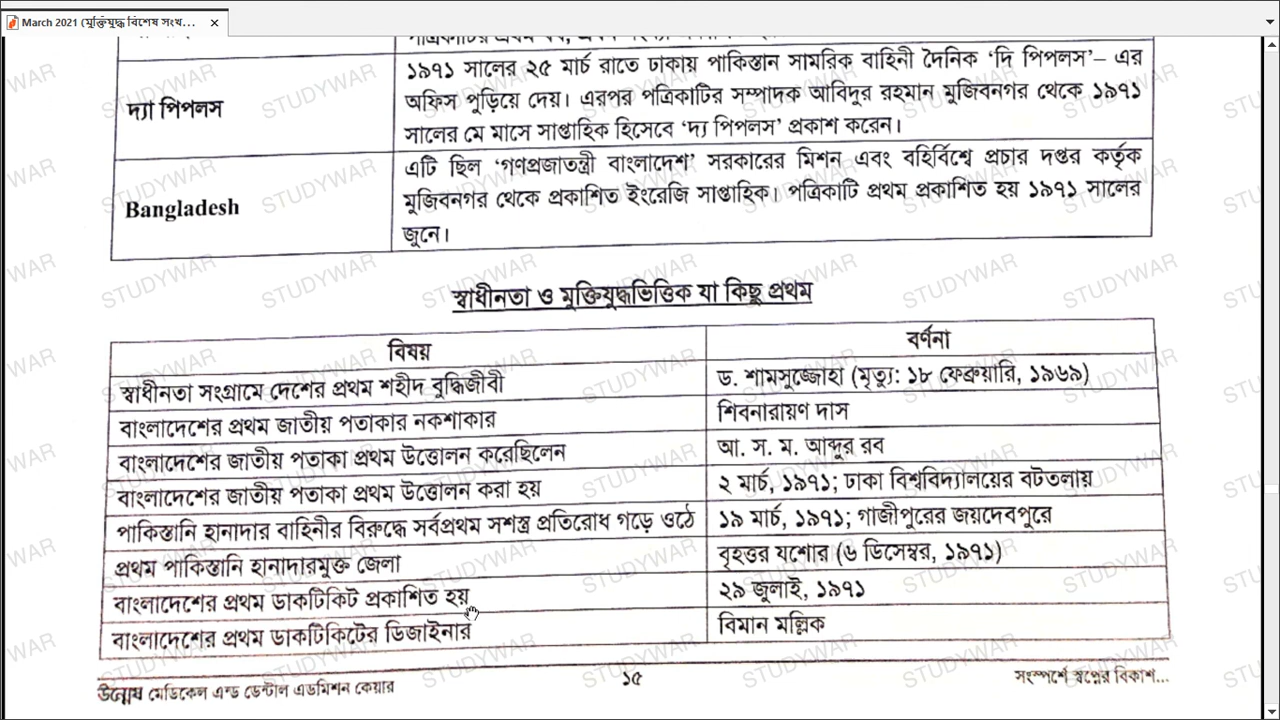 March 2021 (মুক্তিযুদ্ধ বিশেষ সংখ...
১৯৭১ সালের ২৫ মার্চ রাতে ঢাকায় পাকিস্তান সামরিক বাহিনী দৈনিক ‘দি পিপলস’– এর
দ্যা পিপলস
অফিস পুড়িয়ে দেয়। এরপর পত্রিকাটির সম্পাদক আবিদুর রহমান মুজিবনগর থেকে ১৯৭১
সালের মে মাসে সাপ্তাহিক হিসেবে ‘দ্য পিপলস’ প্রকাশ করেন।
এটি ছিল ‘গণপ্রজাতন্ত্রী বাংলাদেশ’ সরকারের মিশন এবং বহির্বিশ্বে প্রচার দপ্তর কর্তৃক
Bangladesh
মুজিবনগর থেকে প্রকাশিত ইংরেজি সাপ্তাহিক। পত্রিকাটি প্রথম প্রকাশিত হয় ১৯৭১ সালের
জুনে।
স্বাধীনতা ও মুক্তিযুদ্ধভিত্তিক যা কিছু প্রথম
বিষয় বর্ণনা
স্বাধীনতা সংগ্রামে দেশের প্রথম শহীদ বুদ্ধিজীবী ড. শামসুজ্জোহা (মৃত্যু: ১৮ ফেব্রুয়ারি, ১৯৬৯)
বাংলাদেশের প্রথম জাতীয় পতাকার নকশাকার শিবনারায়ণ দাস
বাংলাদেশের জাতীয় পতাকা প্রথম উত্তোলন করেছিলেন আ. স. ম. আব্দুর রব
বাংলাদেশের জাতীয় পতাকা প্রথম উত্তোলন করা হয় ২ মার্চ, ১৯৭১; ঢাকা বিশ্ববিদ্যালয়ের বটতলায়
পাকিস্তানি হানাদার বাহিনীর বিরুদ্ধে সর্বপ্রথম সশস্ত্র প্রতিরোধ গড়ে ওঠে ১৯ মার্চ, ১৯৭১; গাজীপুরের জয়দেবপুরে
প্রথম পাকিস্তানি হানাদারমুক্ত জেলা বৃহত্তর যশোর (৬ ডিসেম্বর, ১৯৭১)
বাংলাদেশের প্রথম ডাকটিকিট প্রকাশিত হয় ২৯ জুলাই, ১৯৭১
বাংলাদেশের প্রথম ডাকটিকিটের ডিজাইনার বিমান মল্লিক
উন্মেষ মেডিকেল এন্ড ডেন্টাল এডমিশন কেয়ার ১৫ সংস্পর্শে স্বপ্নের বিকাশ...
STUDYWAR